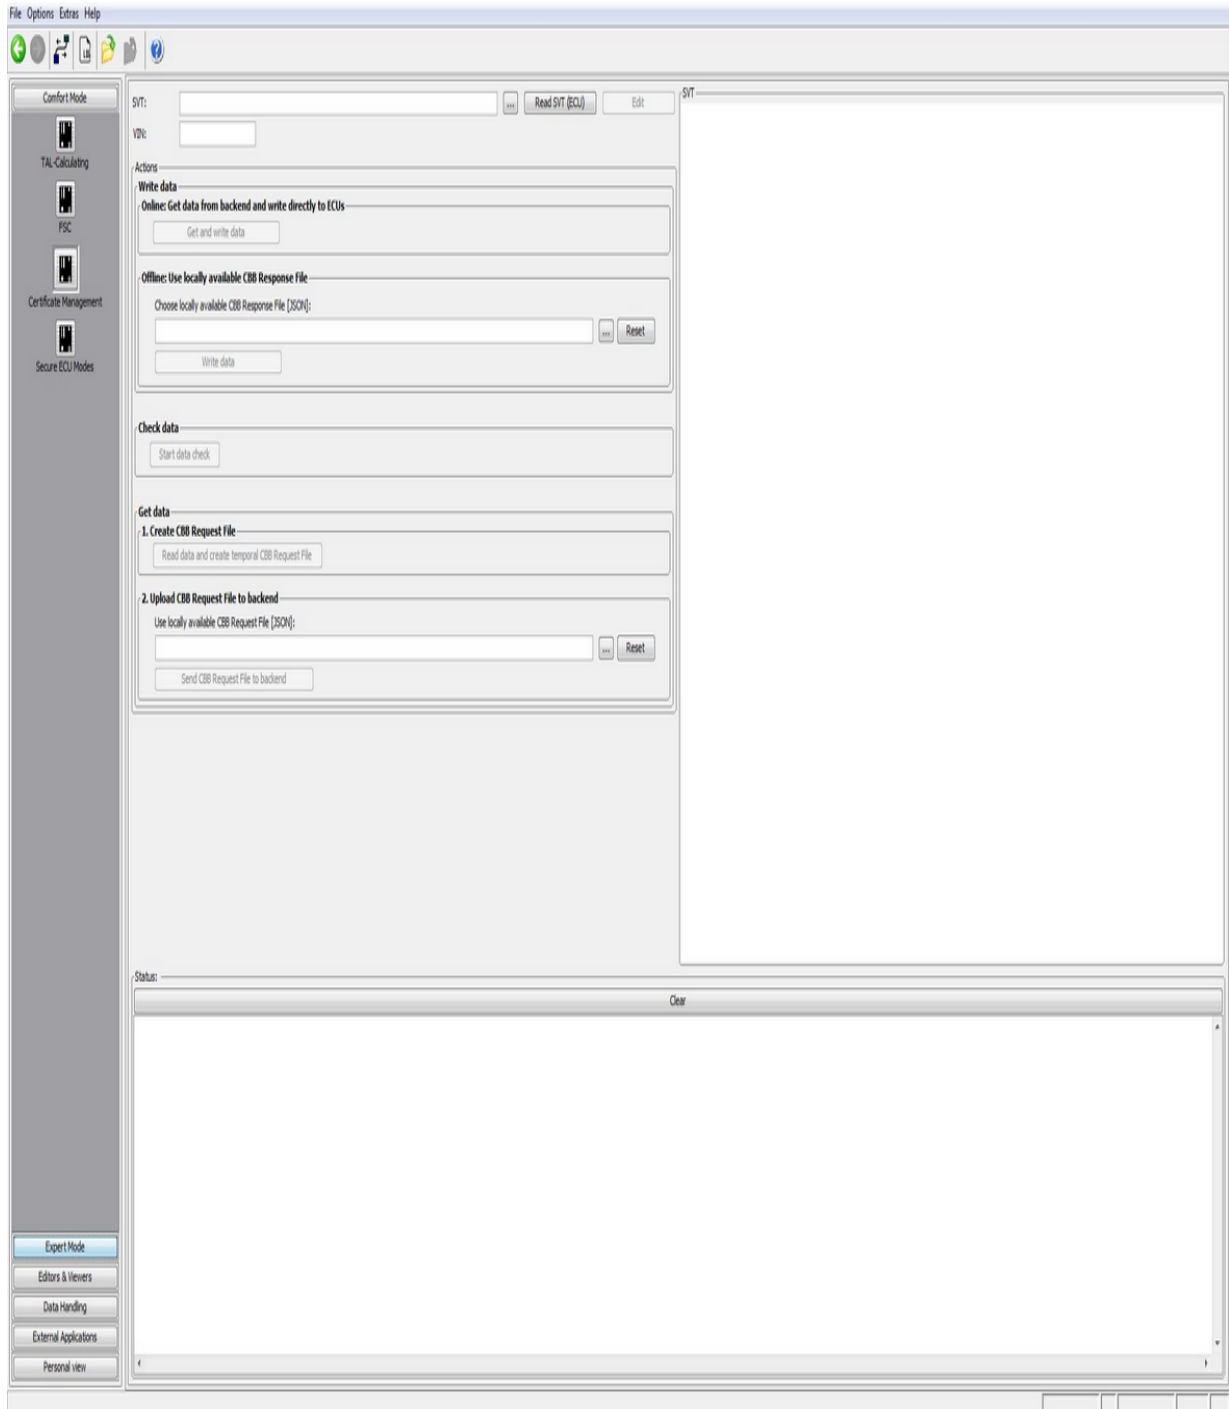 File Options Extras Help
Comfort Mode
TAL-Calculating
FSC
Certificate Management
Secure ECU Modes
Expert Mode
Editors & Viewers
Data Handling
External Applications
Personal view
SVT:
...
Read SVT (ECU)
Edit
VIN:
Actions
Write data
Online: Get data from backend and write directly to ECUs
Get and write data
Offline: Use locally available CBB Response File
Choose locally available CBB Response File [JSON]:
...
Reset
Write data
Check data
Start data check
Get data
1. Create CBB Request File
Read data and create temporal CBB Request File
2. Upload CBB Request File to backend
Use locally available CBB Request File [JSON]:
...
Reset
Send CBB Request File to backend
SVT
Status:
Clear